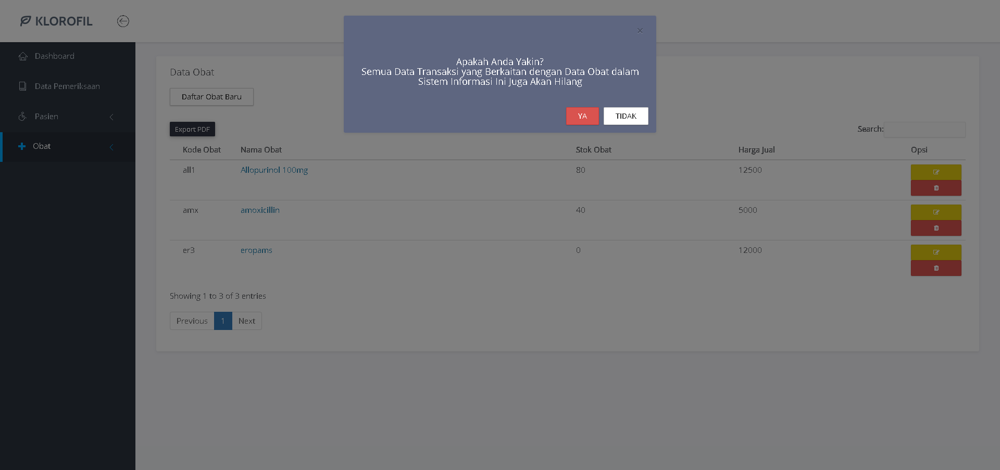 KLOROFIL
Dashboard
Data Pemeriksaan
Pasien
Obat
×
Apakah Anda Yakin?
Semua Data Transaksi yang Berkaitan dengan Data Obat dalam
Sistem Informasi Ini Juga Akan Hilang
YA TIDAK
Data Obat
Daftar Obat Baru
Export PDF
Search:
Kode Obat Nama Obat Stok Obat Harga Jual Opsi
all1 Allopurinol 100mg 80 12500
amx amoxicillin 40 5000
er3 eropams 0 12000
Showing 1 to 3 of 3 entries
Previous 1 Next